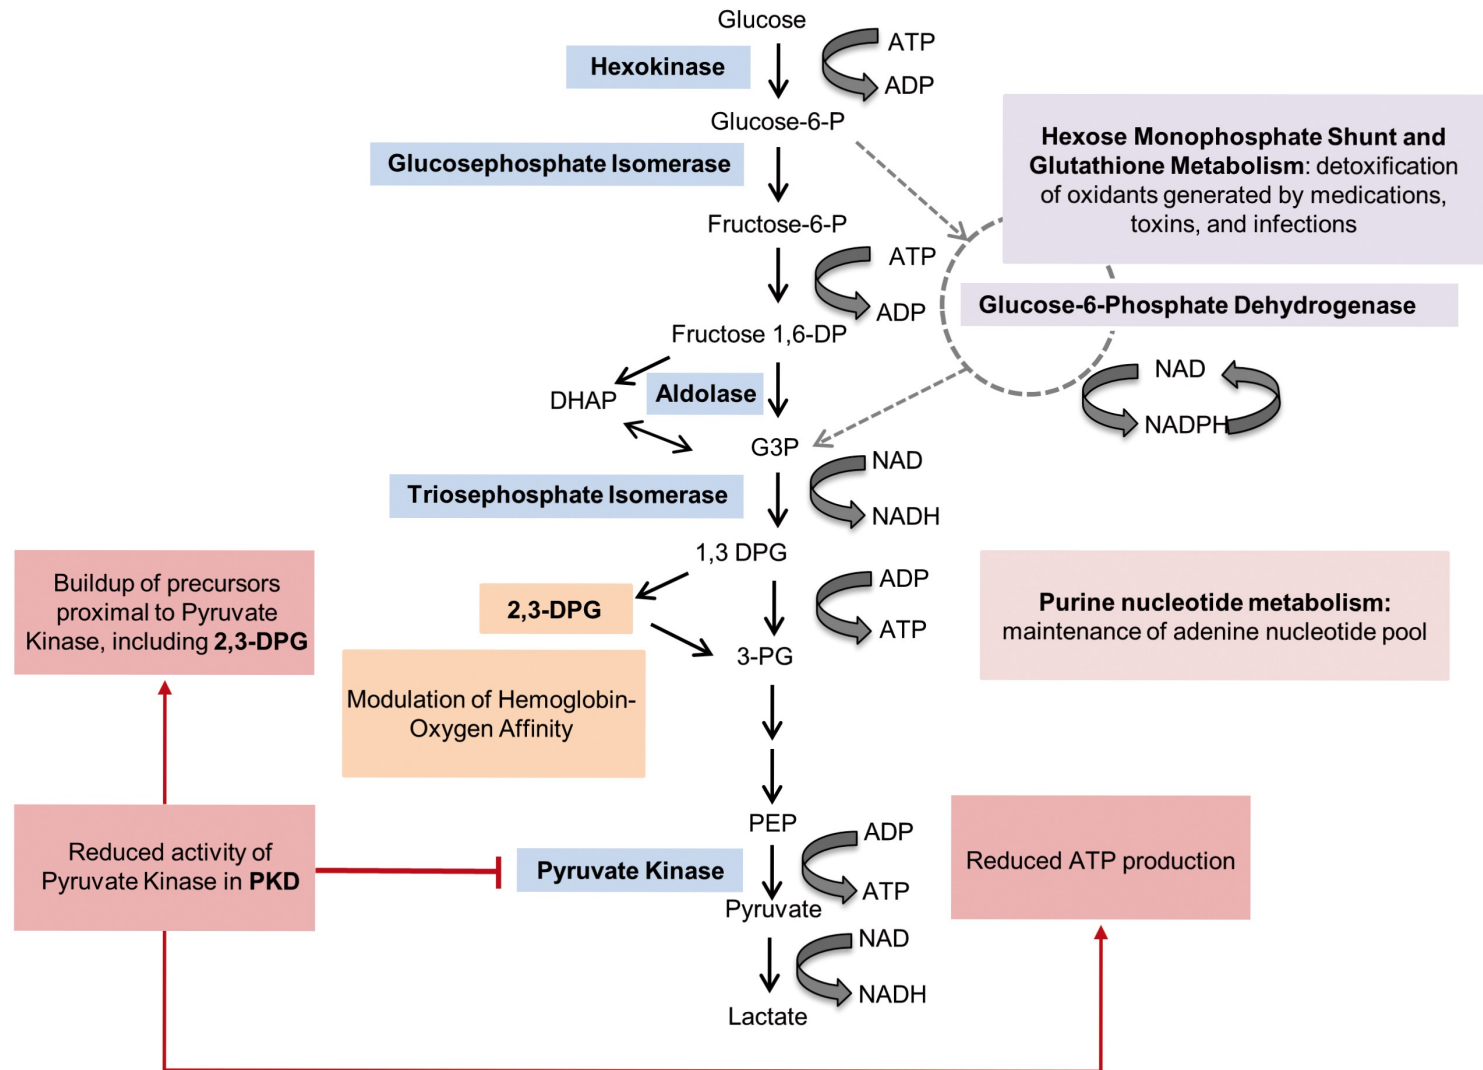 Glucose
Hexokinase
ATP
ADP
Glucose-6-P
Hexose Monophosphate Shunt and
Glutathione Metabolism: detoxification
of oxidants generated by medications,
toxins, and infections
Glucosephosphate Isomerase
Fructose-6-P
ATP
ADP
Glucose-6-Phosphate Dehydrogenase
Fructose 1,6-DP
DHAP
Aldolase
NAD
NADPH
G3P
NAD
Triosephosphate Isomerase
NADH
1,3 DPG
Buildup of precursors
proximal to Pyruvate
Kinase, including 2,3-DPG
2,3-DPG
ADP
ATP
Purine nucleotide metabolism:
maintenance of adenine nucleotide pool
3-PG
Modulation of Hemoglobin-
Oxygen Affinity
PEP
ADP
Reduced activity of
Pyruvate Kinase in PKD
Pyruvate Kinase
ATP
Reduced ATP production
Pyruvate
NAD
NADH
Lactate